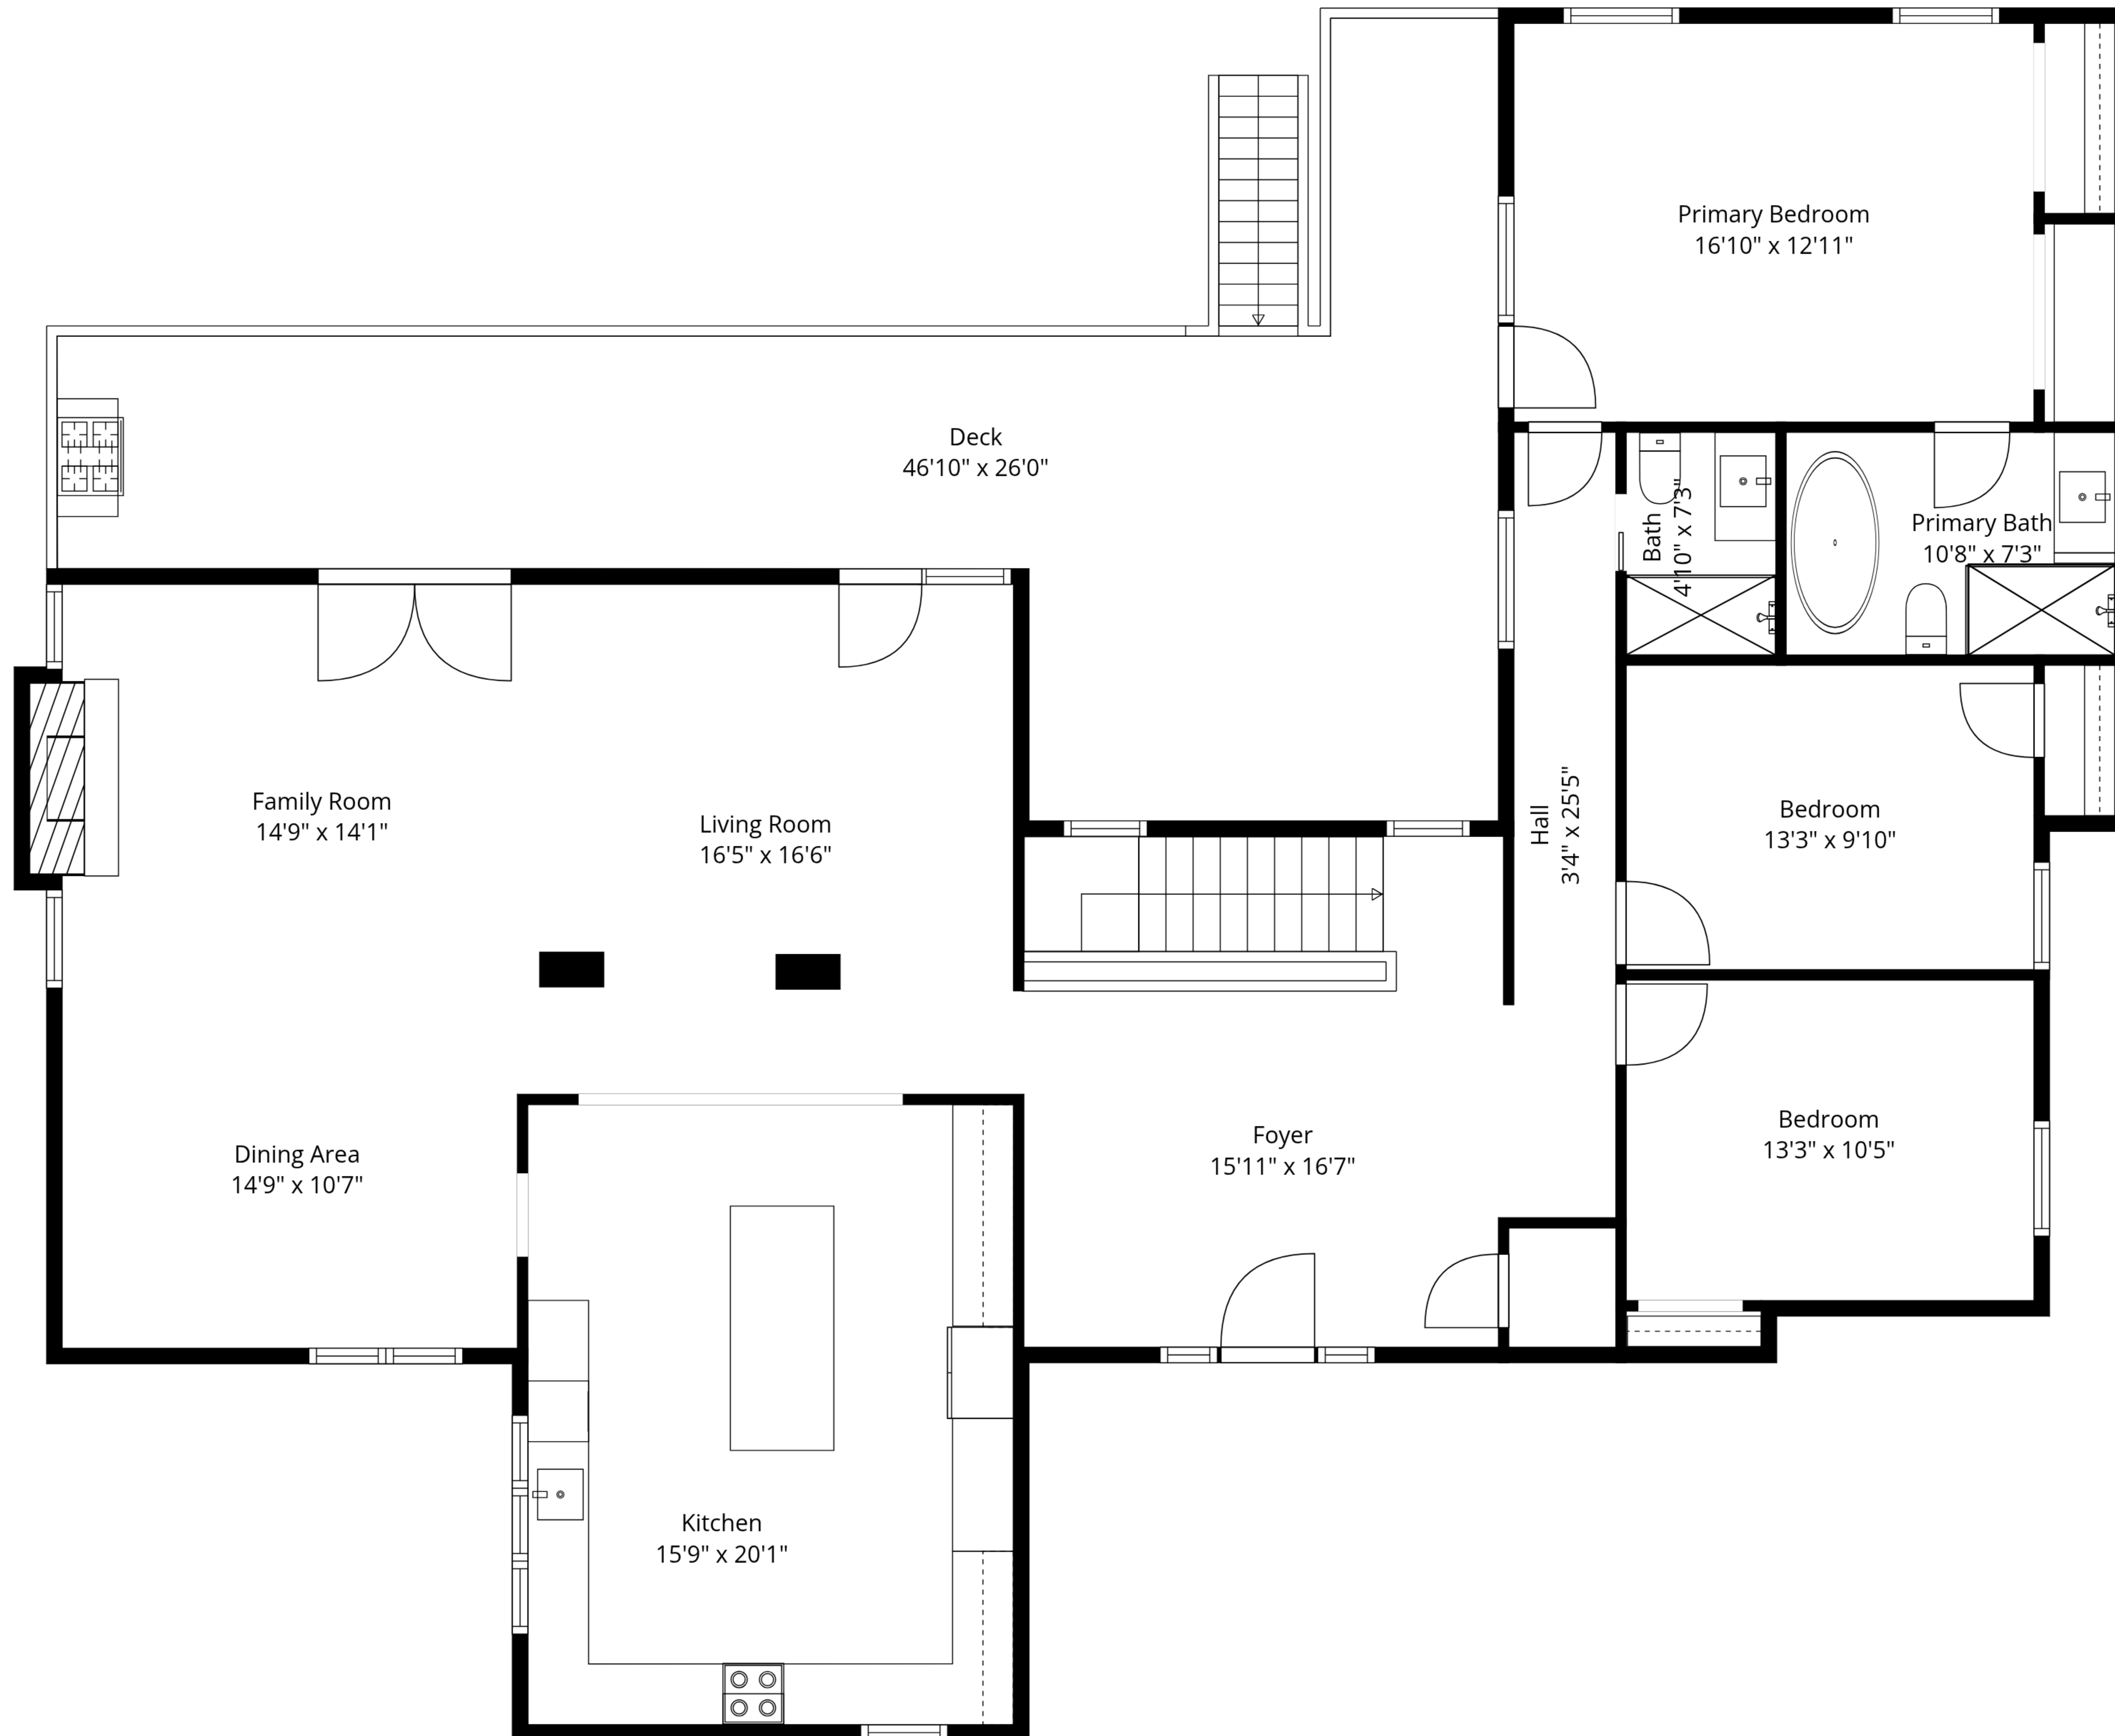 Primary Bedroom
16'10" x 12'11"
Deck
46'10" x 26'0"
Bath
4'10" x 7'3"
Primary Bath
10'8" x 7'3"
Family Room
14'9" x 14'1"
Living Room
16'5" x 16'6"
Hall
3'4" x 25'5"
Bedroom
13'3" x 9'10"
Dining Area
14'9" x 10'7"
Foyer
15'11" x 16'7"
Bedroom
13'3" x 10'5"
Kitchen
15'9" x 20'1"